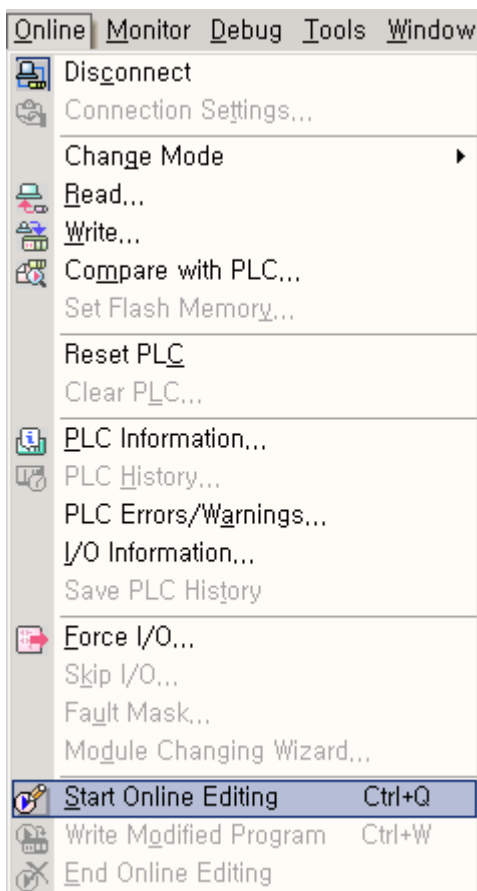 Online Monitor Debug Tools Window
Disconnect
Connection Settings...
Change Mode
Read...
Write...
Compare with PLC...
Set Flash Memory...
Reset PLC
Clear PLC...
PLC Information...
PLC History...
PLC Errors/Warnings...
I/O Information...
Save PLC History
Force I/O...
Skip I/O...
Fault Mask...
Module Changing Wizard...
Start Online Editing Ctrl+Q
Write Modified Program Ctrl+W
End Online Editing